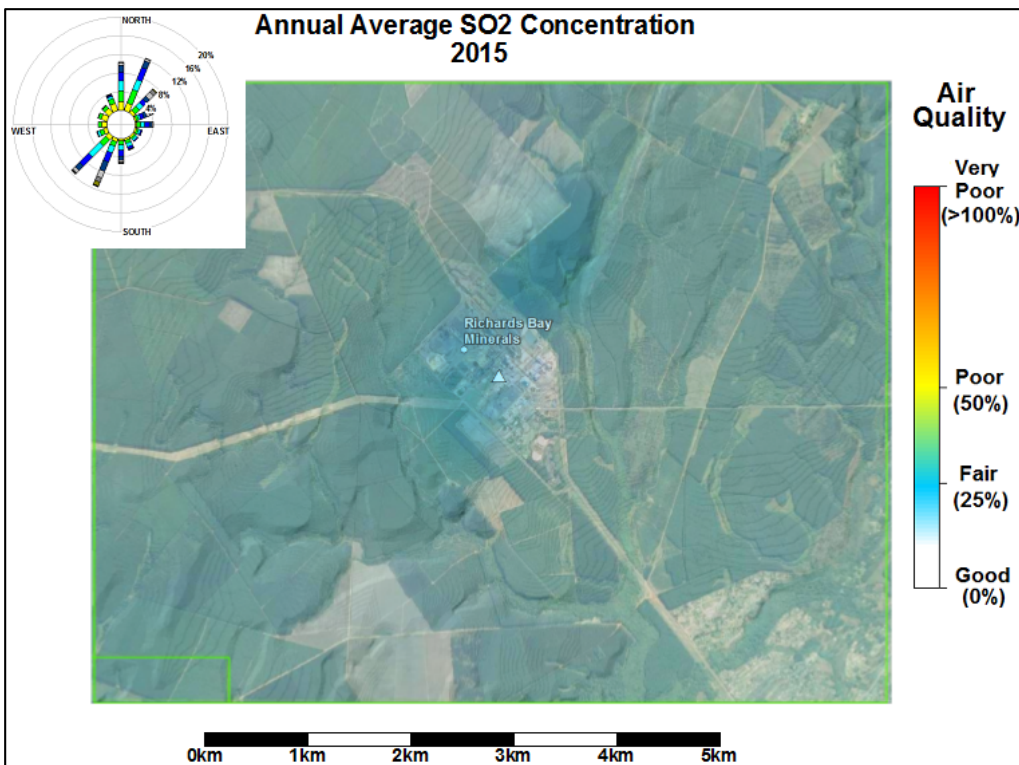 Annual Average SO2 Concentration
2015
NORTH
20%
16%
12%
8%
4%
WEST
EAST
SOUTH
Air
Quality
Very
Poor
(>100%)
Poor
(50%)
Fair
(25%)
Good
(0%)
Richards Bay
Minerals
0km 1km 2km 3km 4km 5km